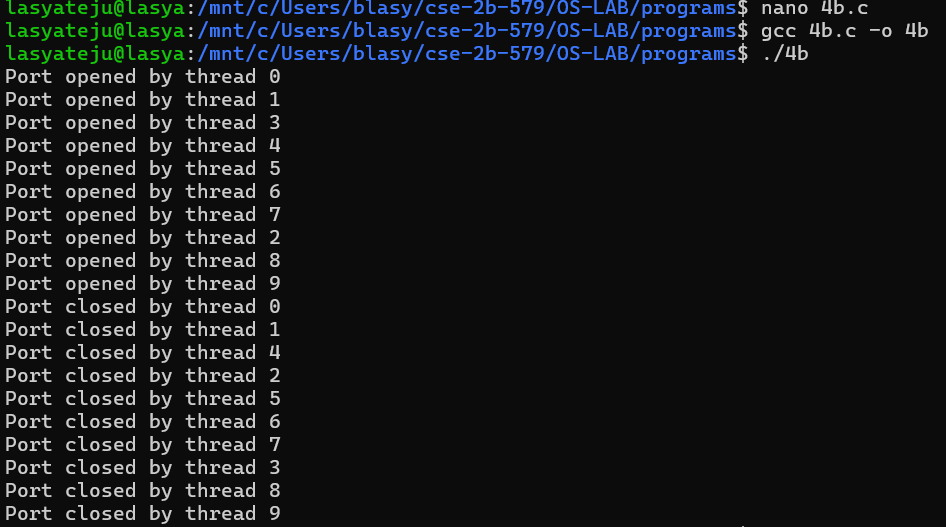 lasyateju@lasya:/mnt/c/Users/blasy/cse-2b-579/OS-LAB/programs$ nano 4b.c
lasyateju@lasya:/mnt/c/Users/blasy/cse-2b-579/OS-LAB/programs$ gcc 4b.c -o 4b
lasyateju@lasya:/mnt/c/Users/blasy/cse-2b-579/OS-LAB/programs$ ./4b
Port opened by thread 0
Port opened by thread 1
Port opened by thread 3
Port opened by thread 4
Port opened by thread 5
Port opened by thread 6
Port opened by thread 7
Port opened by thread 2
Port opened by thread 8
Port opened by thread 9
Port closed by thread 0
Port closed by thread 1
Port closed by thread 4
Port closed by thread 2
Port closed by thread 5
Port closed by thread 6
Port closed by thread 7
Port closed by thread 3
Port closed by thread 8
Port closed by thread 9